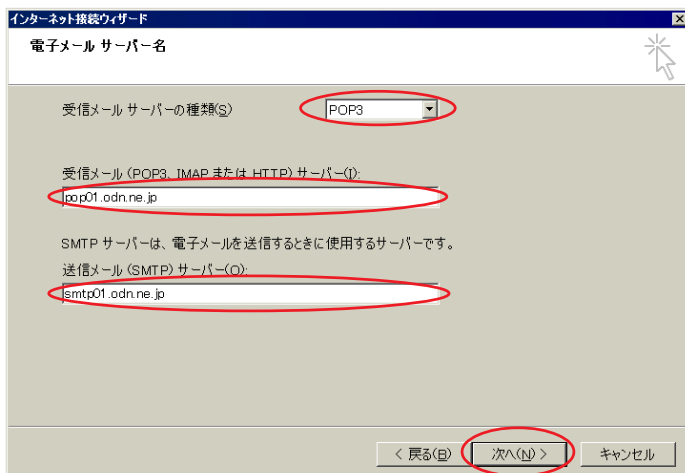 インターネット接続ウィザード
電子メール サーバー名
受信メール サーバーの種類(S)
POP3
受信メール (POP3、IMAP または HTTP) サーバー(I):
pop01.odn.ne.jp
SMTP サーバーは、電子メールを送信するときに使用するサーバーです。
送信メール (SMTP) サーバー(O):
smtp01.odn.ne.jp
< 戻る(B) 次へ(N) > キャンセル